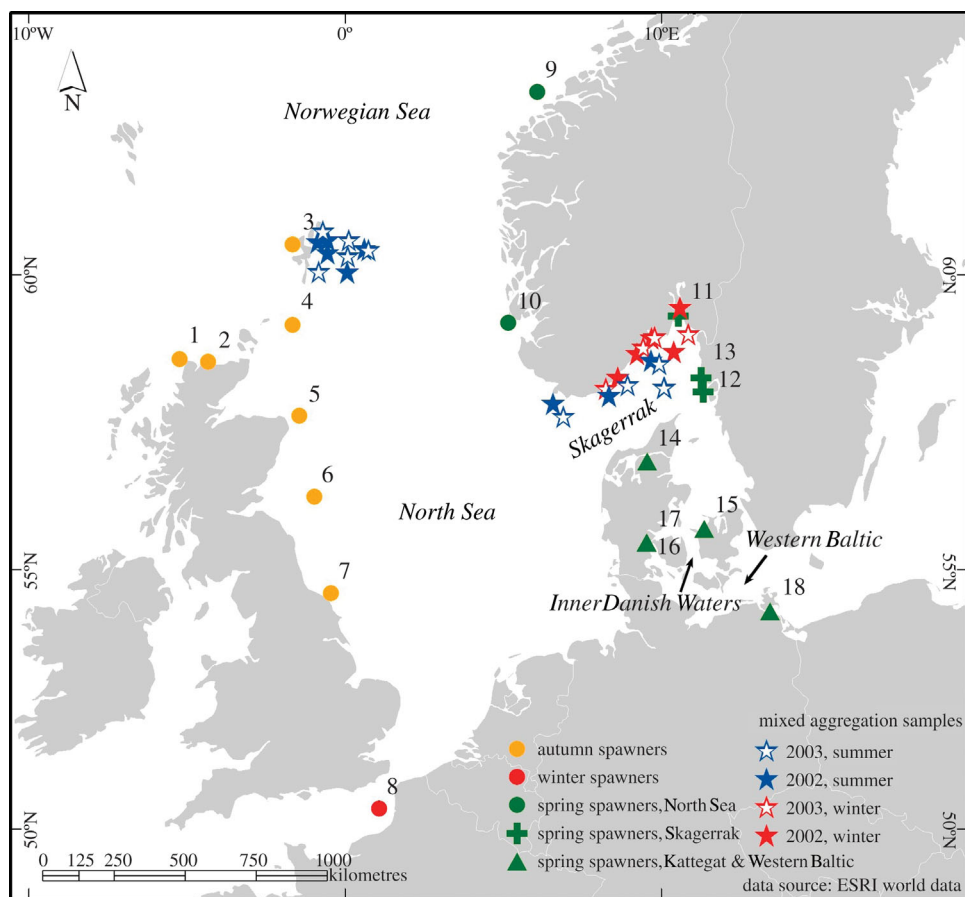 10ºW
0º
10ºE
9
Norwegian Sea
N
3
60ºN
60ºN
4
10
11
1
2
13
12
5
Skagerrak
14
6
North Sea
17
15
16
Western Baltic
7
55ºN
55ºN
Inner Danish Waters
18
8
50ºN
50ºN
autumn spawners
winter spawners
spring spawners, North Sea
spring spawners, Skagerrak
spring spawners, Kattegat & Western Baltic
mixed aggregation samples
2003, summer
2002, summer
2003, winter
2002, winter
0 125 250 500 750 1000
kilometres
data source: ESRI world data